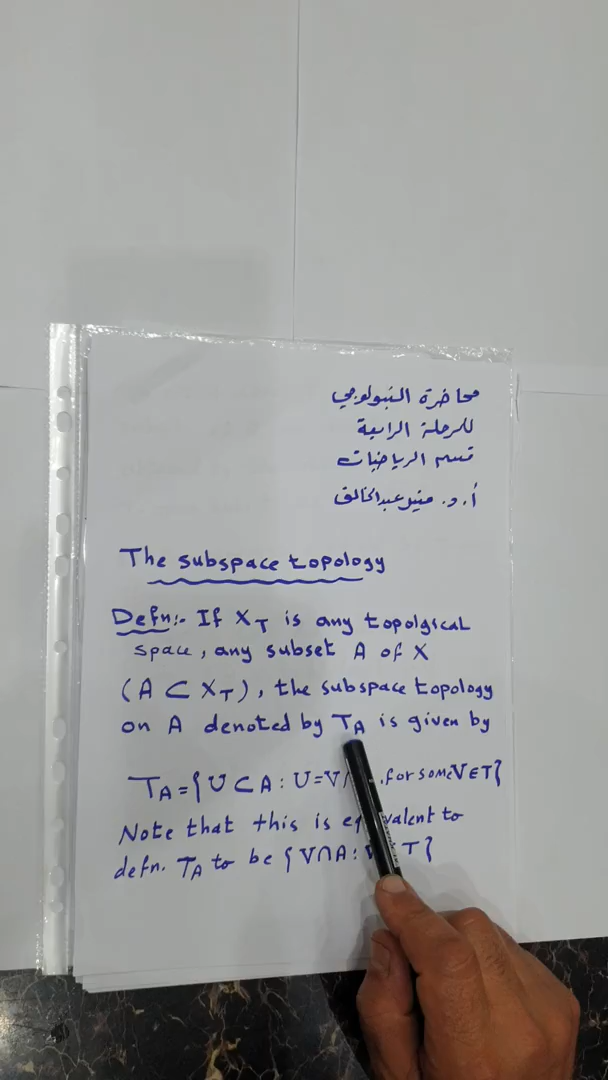 محاضرة التبولوجي
للمرحلة الرابعة
قسم الرياضيات
أ.د. عبدالخالق
The subspace topology
Defn:- If X_T is any topolgical
space, any subset A of X
(A ⊂ X_T), the subspace topology
on A denoted by T_A is given by
T_A = { U ⊂ A : U = V , for some V ∈ T }
Note that this is equivalent to
defn. T_A to be { V ∩ A : V T }